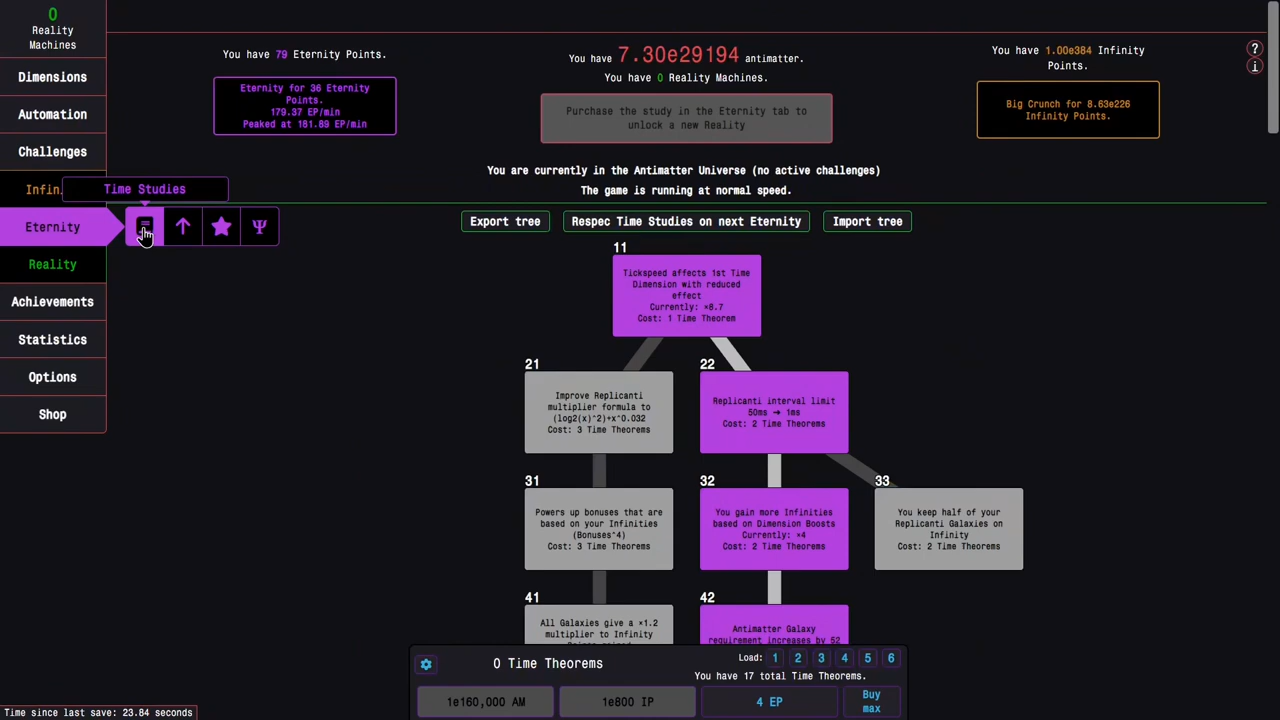 0
Reality
Machines
Dimensions
Automation
Challenges
Infin
Eternity
Reality
Achievements
Statistics
Options
Shop
Time Studies
Ψ
You have 79 Eternity Points.
Eternity for 36 Eternity
Points.
179.37 EP/min
Peaked at 181.89 EP/min
You have 7.30e29194 antimatter.
You have 0 Reality Machines.
Purchase the study in the Eternity tab to
unlock a new Reality
You have 1.00e384 Infinity
Points.
Big Crunch for 8.63e226
Infinity Points.
?
i
You are currently in the Antimatter Universe (no active challenges)
The game is running at normal speed.
Export tree
Respec Time Studies on next Eternity
Import tree
11
Tickspeed affects 1st Time
Dimension with reduced
effect
Currently: ×8.7
Cost: 1 Time Theorem
21
Improve Replicanti
multiplier formula to
(log2(x)^2)+x^0.032
Cost: 3 Time Theorems
22
Replicanti interval limit
50ms → 1ms
Cost: 2 Time Theorems
31
Powers up bonuses that are
based on your Infinities
(Bonuses^4)
Cost: 3 Time Theorems
32
You gain more Infinities
based on Dimension Boosts
Currently: ×4
Cost: 2 Time Theorems
33
You keep half of your
Replicanti Galaxies on
Infinity
Cost: 2 Time Theorems
41
All Galaxies give a ×1.2
multiplier to Infinity
42
Antimatter Galaxy
requirement increases by 52
0 Time Theorems
Load: 1 2 3 4 5 6
You have 17 total Time Theorems.
1e160,000 AM
1e800 IP
4 EP
Buy
max
Time since last save: 23.84 seconds